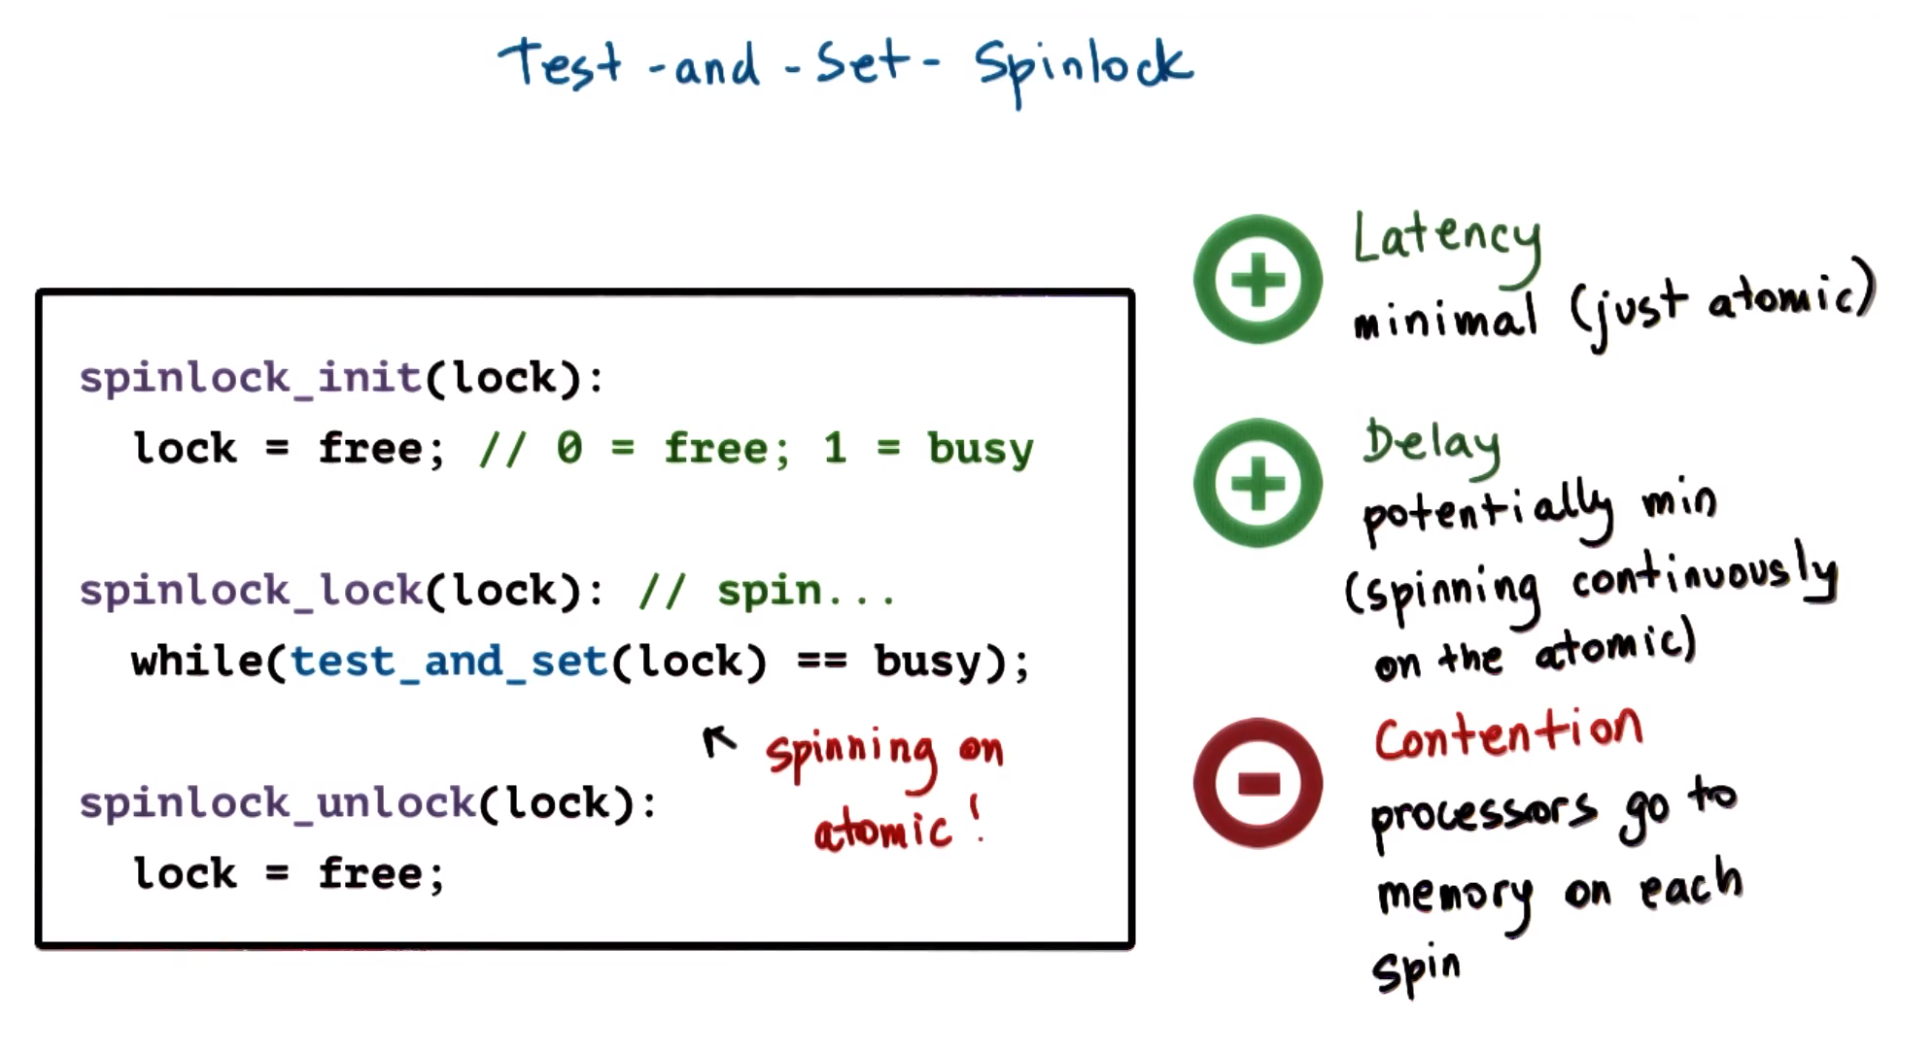 Test-and-Set-Spinlock
spinlock_init(lock):
lock = free; // 0 = free; 1 = busy
spinlock_lock(lock): // spin...
while(test_and_set(lock) == busy);
spinning on
atomic!
spinlock_unlock(lock):
lock = free;
Latency
minimal (just atomic)
Delay
potentially min
(spinning continuously
on the atomic)
Contention
processors go to
memory on each
spin